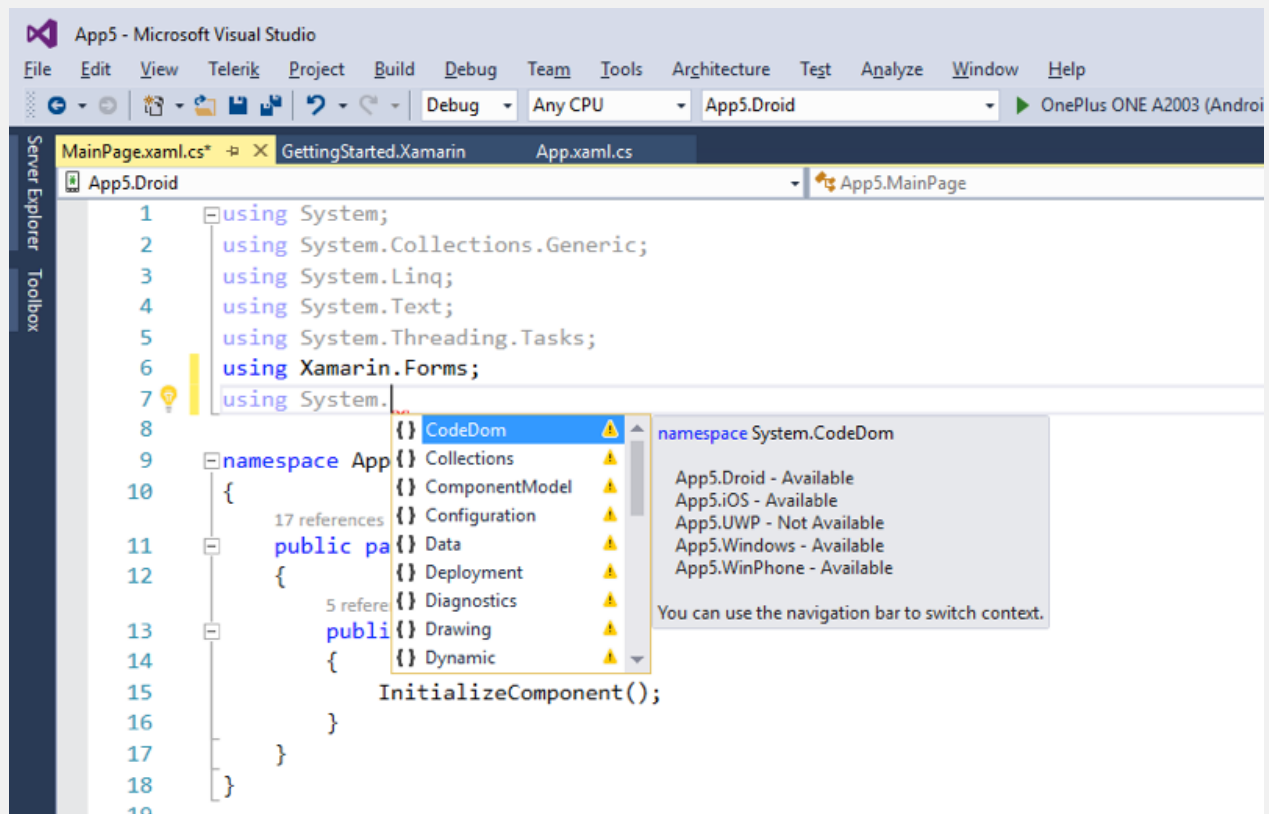 App5 - Microsoft Visual Studio
File Edit View Telerik Project Build Debug Team Tools Architecture Test Analyze Window Help
Debug Any CPU App5.Droid OnePlus ONE A2003 (Androi
Server Explorer
Toolbox
MainPage.xaml.cs* GettingStarted.Xamarin App.xaml.cs
App5.Droid App5.MainPage
1 using System;
2 using System.Collections.Generic;
3 using System.Linq;
4 using System.Text;
5 using System.Threading.Tasks;
6 using Xamarin.Forms;
7 using System.
8
9 namespace App
10 {
17 references
11 public pa
12 {
5 refere
13 publi
14 {
15 InitializeComponent();
16 }
17 }
18 }
19
{ } CodeDom
{ } Collections
{ } ComponentModel
{ } Configuration
{ } Data
{ } Deployment
{ } Diagnostics
{ } Drawing
{ } Dynamic
namespace System.CodeDom
App5.Droid - Available
App5.iOS - Available
App5.UWP - Not Available
App5.Windows - Available
App5.WinPhone - Available
You can use the navigation bar to switch context.